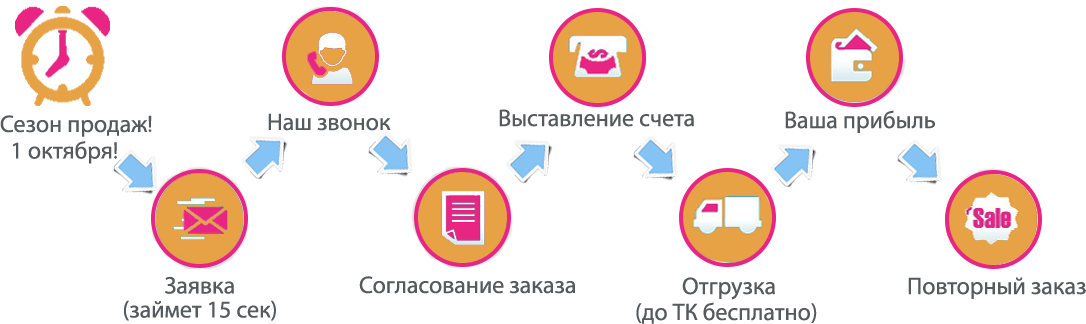 Сезон продаж!
1 октября!
Заявка
(займет 15 сек)
Наш звонок
Согласование заказа
Выставление счета
Отгрузка
(до ТК бесплатно)
Ваша прибыль
Sale
Повторный заказ